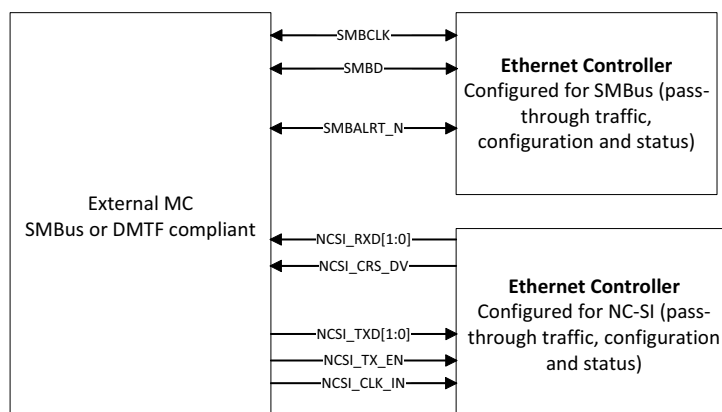 SMBCLK
SMBD
SMBALRT_N
Ethernet Controller
Configured for SMBus (pass-
through traffic,
configuration and status)
External MC
SMBus or DMTF compliant
NCSI_RXD[1:0]
NCSI_CRS_DV
NCSI_TXD[1:0]
NCSI_TX_EN
NCSI_CLK_IN
Ethernet Controller
Configured for NC-SI (pass-
through traffic, configuration
and status)